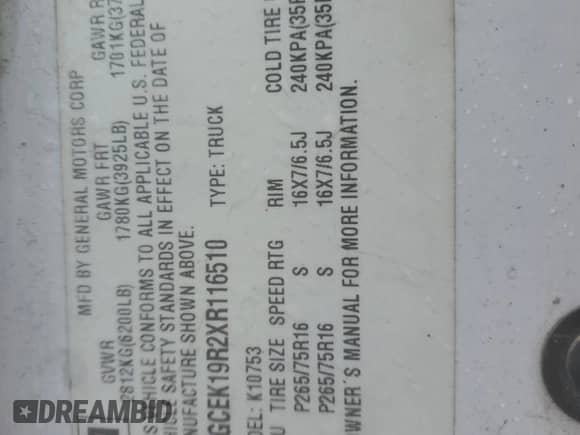 MFD BY GENERAL MOTORS CORP
GVWR GAWR FRT GAWR R
2812KG(6200LB) 1780KG(3925LB) 1701KG(37
VEHICLE CONFORMS TO ALL APPLICABLE U.S. FEDERAL
SAFETY STANDARDS IN EFFECT ON THE DATE OF
NUFACTURE SHOWN ABOVE.
GCEK19R2XR116510 TYPE: TRUCK
DEL: K10753
TIRE SIZE SPEED RTG RIM COLD TIRE
P265/75R16 S 16X7/6.5J 240KPA(35
P265/75R16 S 16X7/6.5J 240KPA(35
WNER'S MANUAL FOR MORE INFORMATION.
DREAMBID